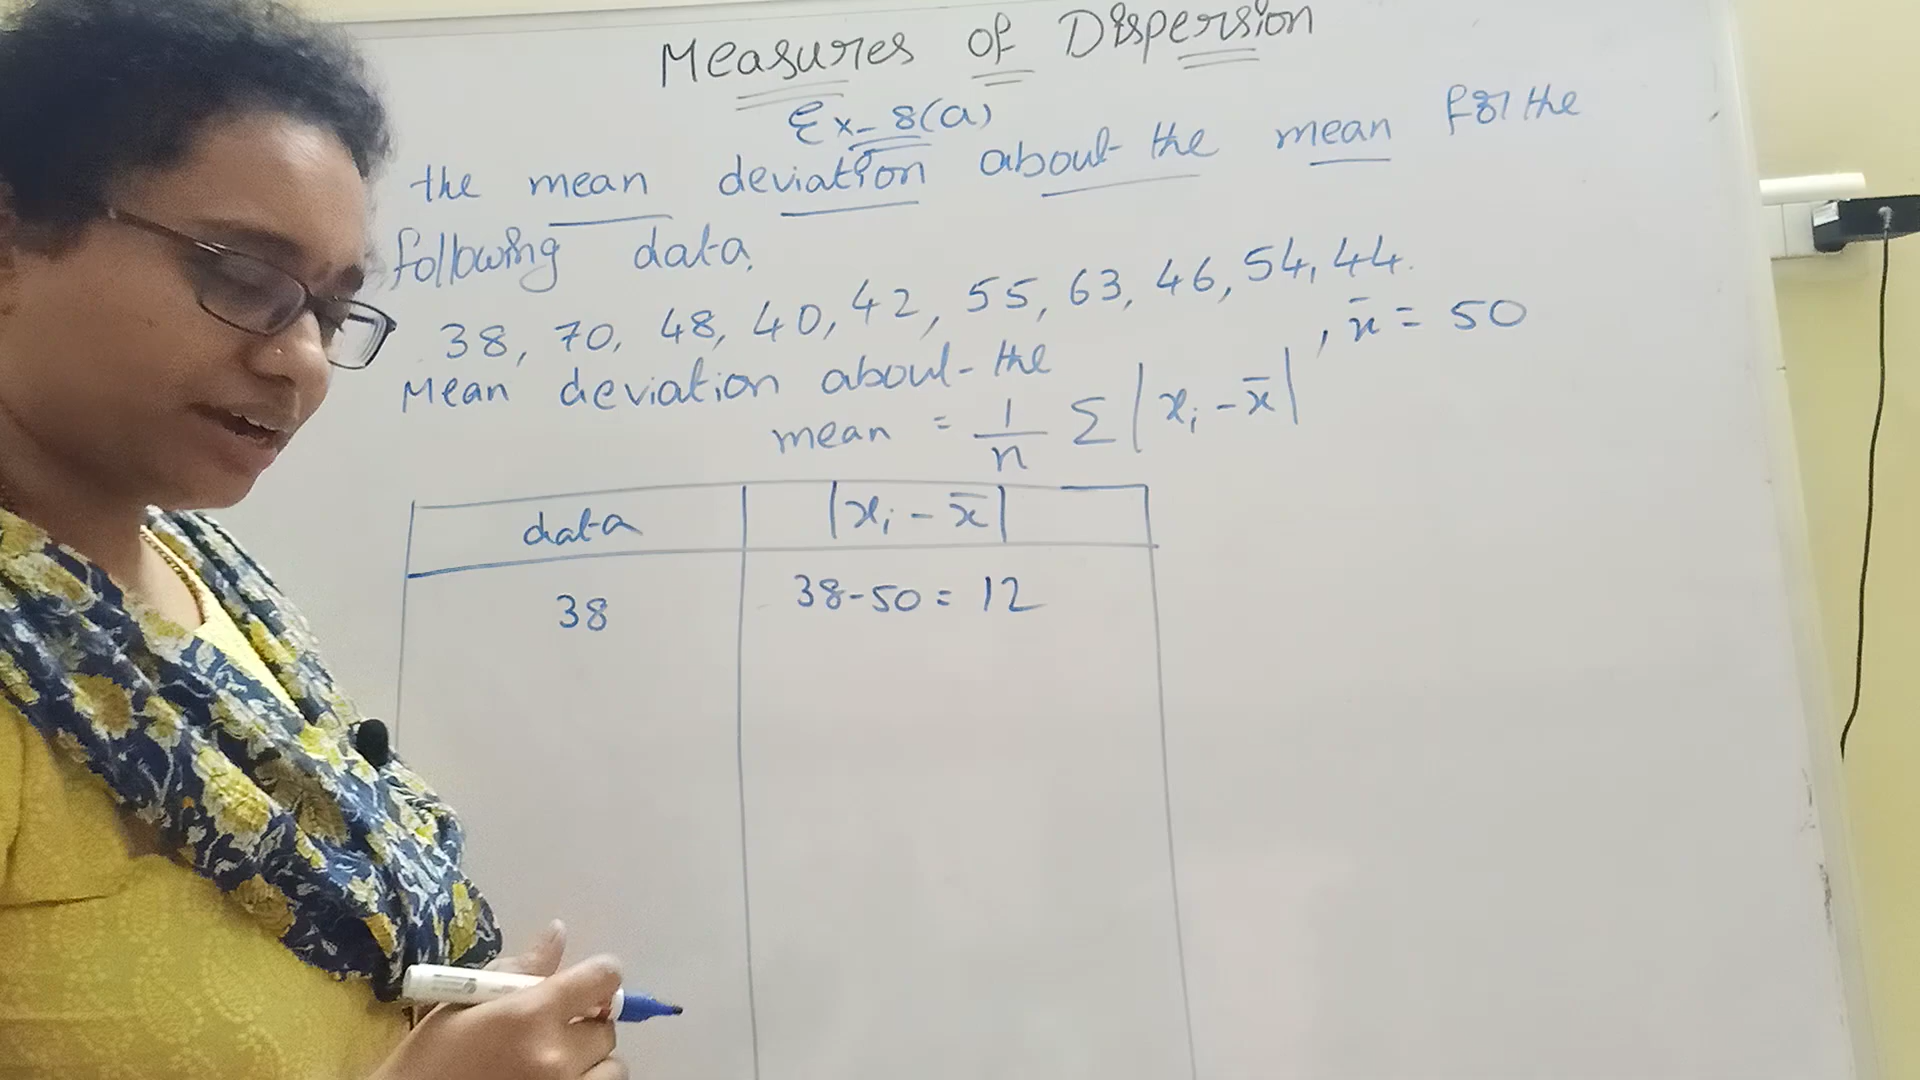 Measures of Dispersion
Ex-8(a)
the mean deviation about the mean for the
following data.
38, 70, 48, 40, 42, 55, 63, 46, 54, 44.
Mean deviation about the
mean = 1/n Σ |xᵢ - x̄| , x̄ = 50
data |xᵢ - x̄|
38 38-50 = 12